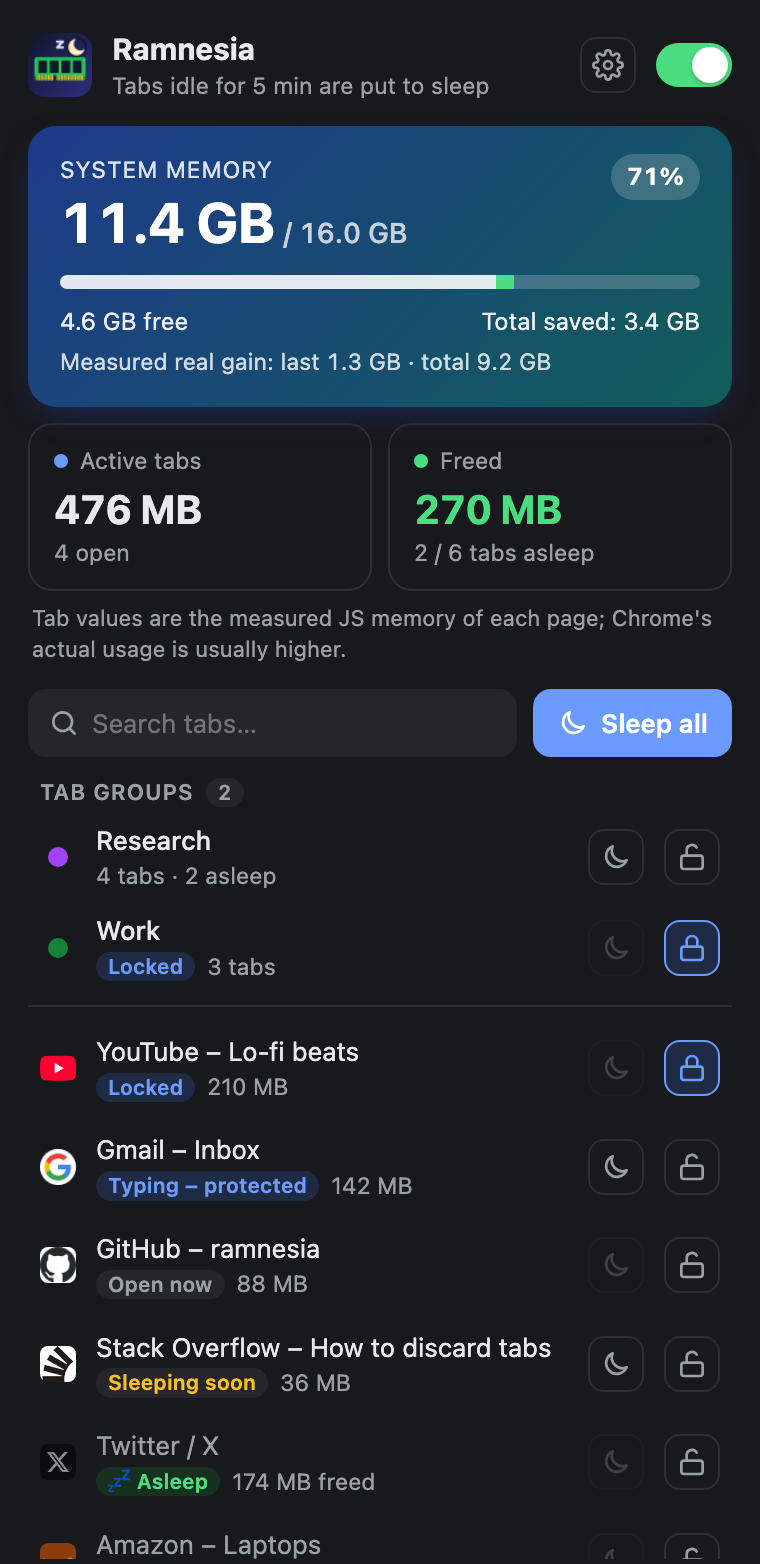 Ramnesia
Tabs idle for 5 min are put to sleep
SYSTEM MEMORY
71%
11.4 GB / 16.0 GB
4.6 GB free
Total saved: 3.4 GB
Measured real gain: last 1.3 GB · total 9.2 GB
Active tabs
476 MB
4 open
Freed
270 MB
2 / 6 tabs asleep
Tab values are the measured JS memory of each page; Chrome's
actual usage is usually higher.
Search tabs...
Sleep all
TAB GROUPS 2
Research
4 tabs · 2 asleep
Work
Locked 3 tabs
YouTube – Lo-fi beats
Locked 210 MB
Gmail – Inbox
Typing – protected 142 MB
GitHub – ramnesia
Open now 88 MB
Stack Overflow – How to discard tabs
Sleeping soon 36 MB
Twitter / X
💤 Asleep 174 MB freed
Amazon – Laptops